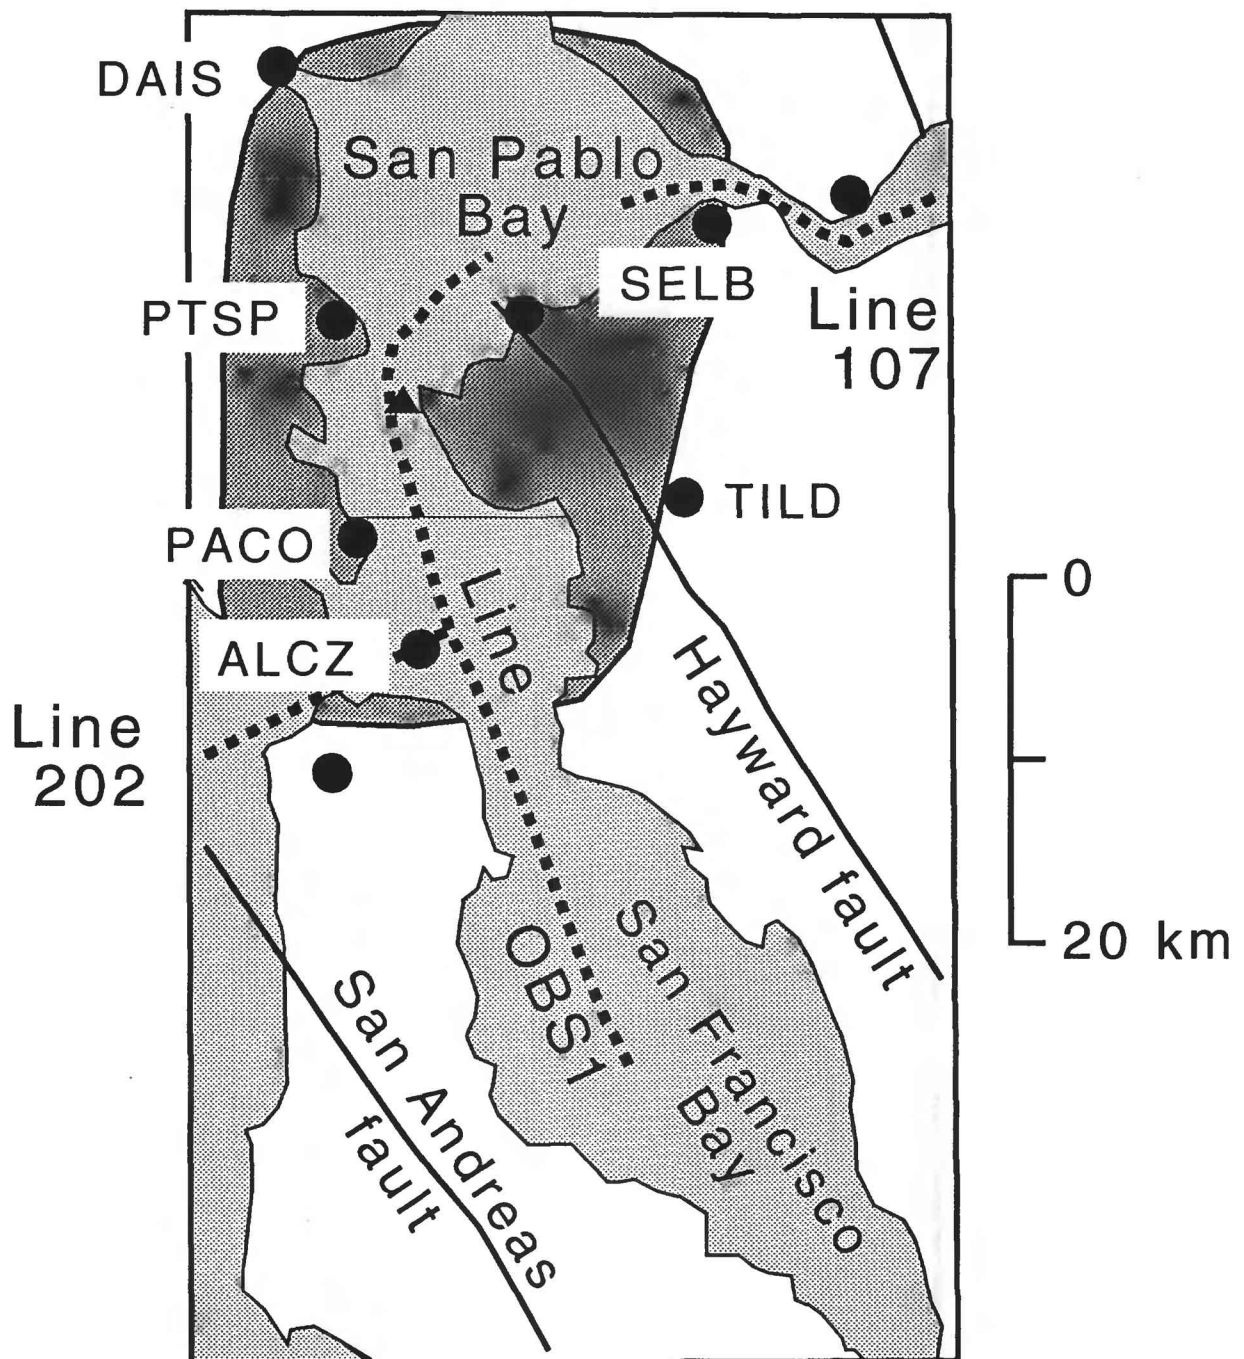 DAIS
San Pablo
Bay
SELB
PTSP
Line
107
TILD
PACO
0
Line
ALCZ
Hayward fault
Line
202
20 km
OBS1
San Francisco
Bay
San Andreas
fault